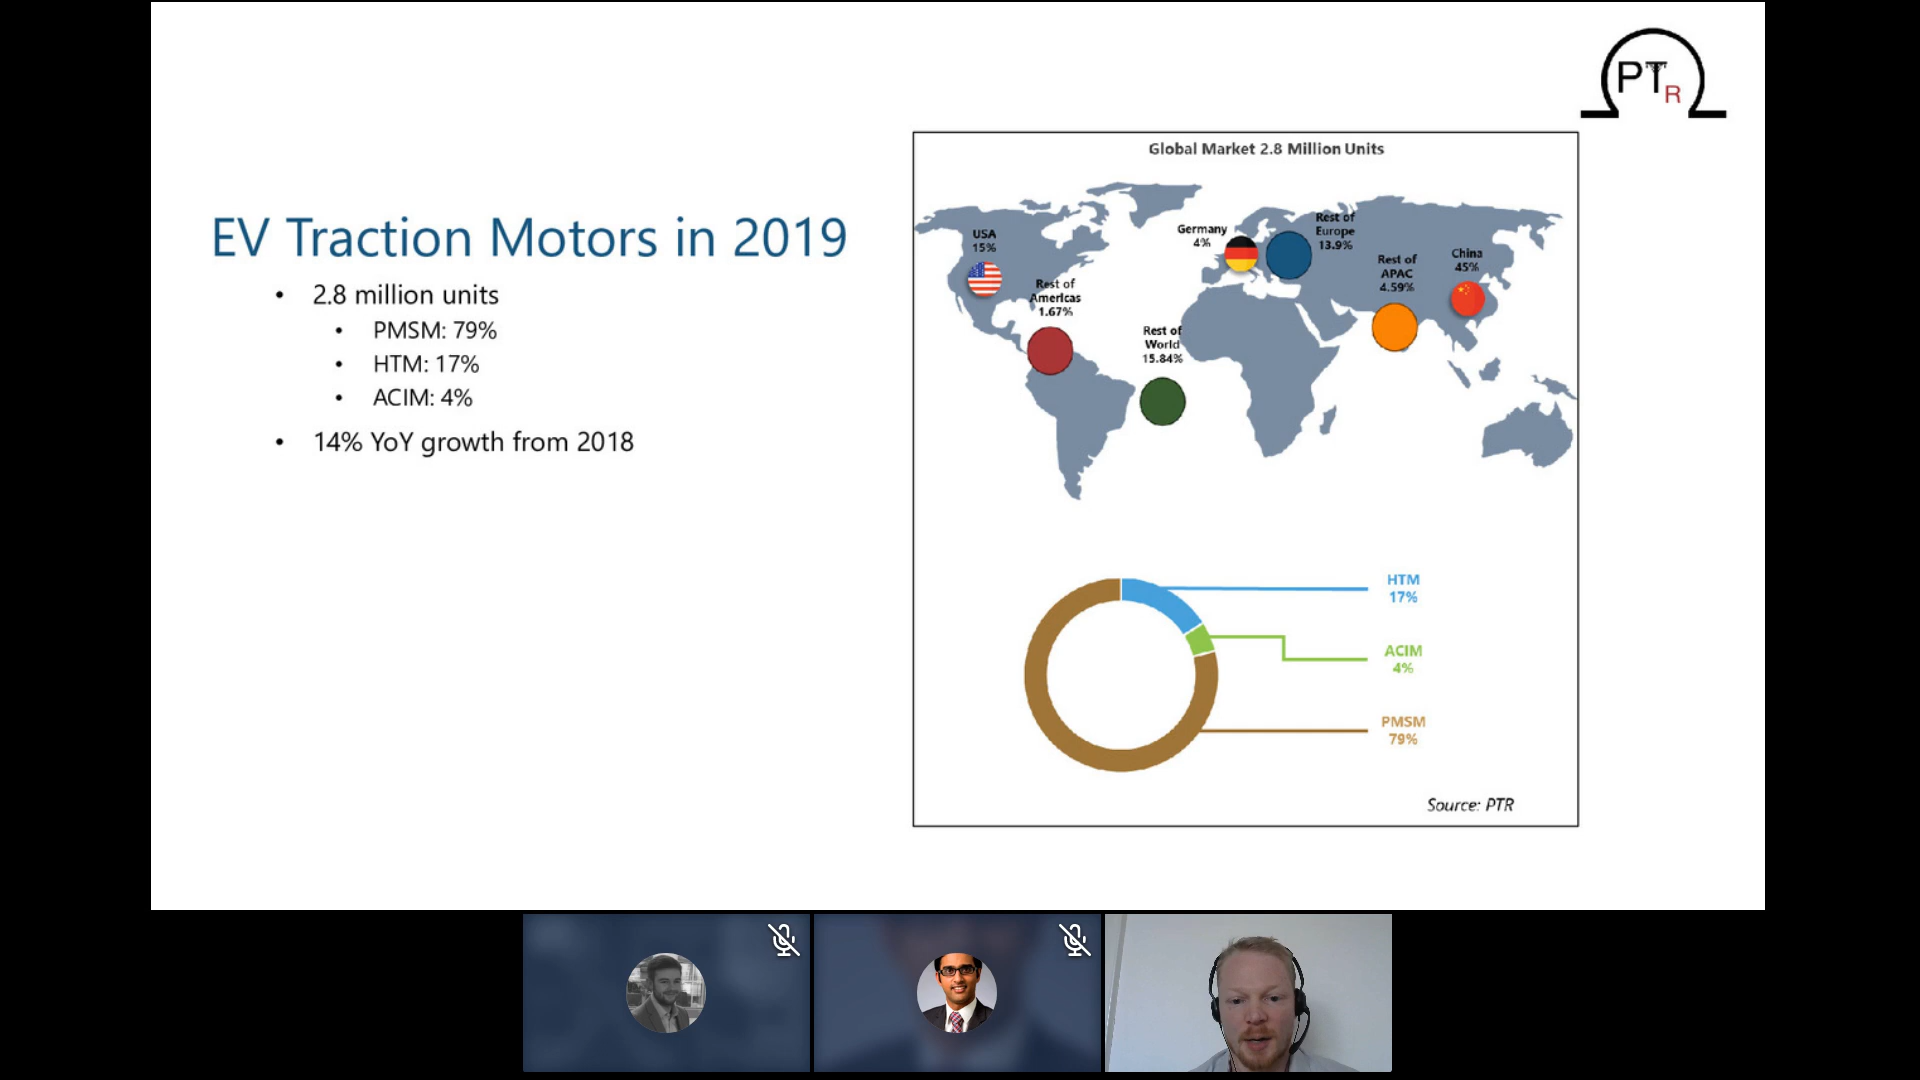 PTR
EV Traction Motors in 2019
• 2.8 million units
• PMSM: 79%
• HTM: 17%
• ACIM: 4%
• 14% YoY growth from 2018
Global Market 2.8 Million Units
USA
15%
Rest of
Americas
1.67%
Rest of
World
15.84%
Germany
4%
Rest of
Europe
13.9%
Rest of
APAC
4.59%
China
45%
HTM
17%
ACIM
4%
PMSM
79%
Source: PTR